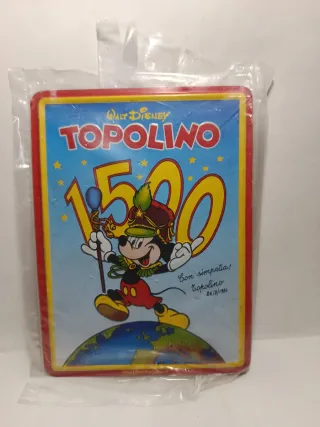 WALT DISNEY
TOPOLINO
1500
Con simpatia!
Topolino